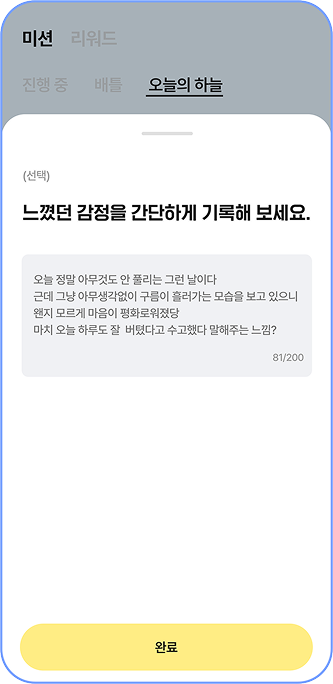 미션 리워드
진행 중 배틀 오늘의 하늘
(선택)
느꼈던 감정을 간단하게 기록해 보세요.
오늘 정말 아무것도 안 풀리는 그런 날이다
근데 그냥 아무생각없이 구름이 흘러가는 모습을 보고 있으니
왠지 모르게 마음이 평화로워졌당
마치 오늘 하루도 잘  버텼다고 수고했다 말해주는 느낌?
81/200
완료